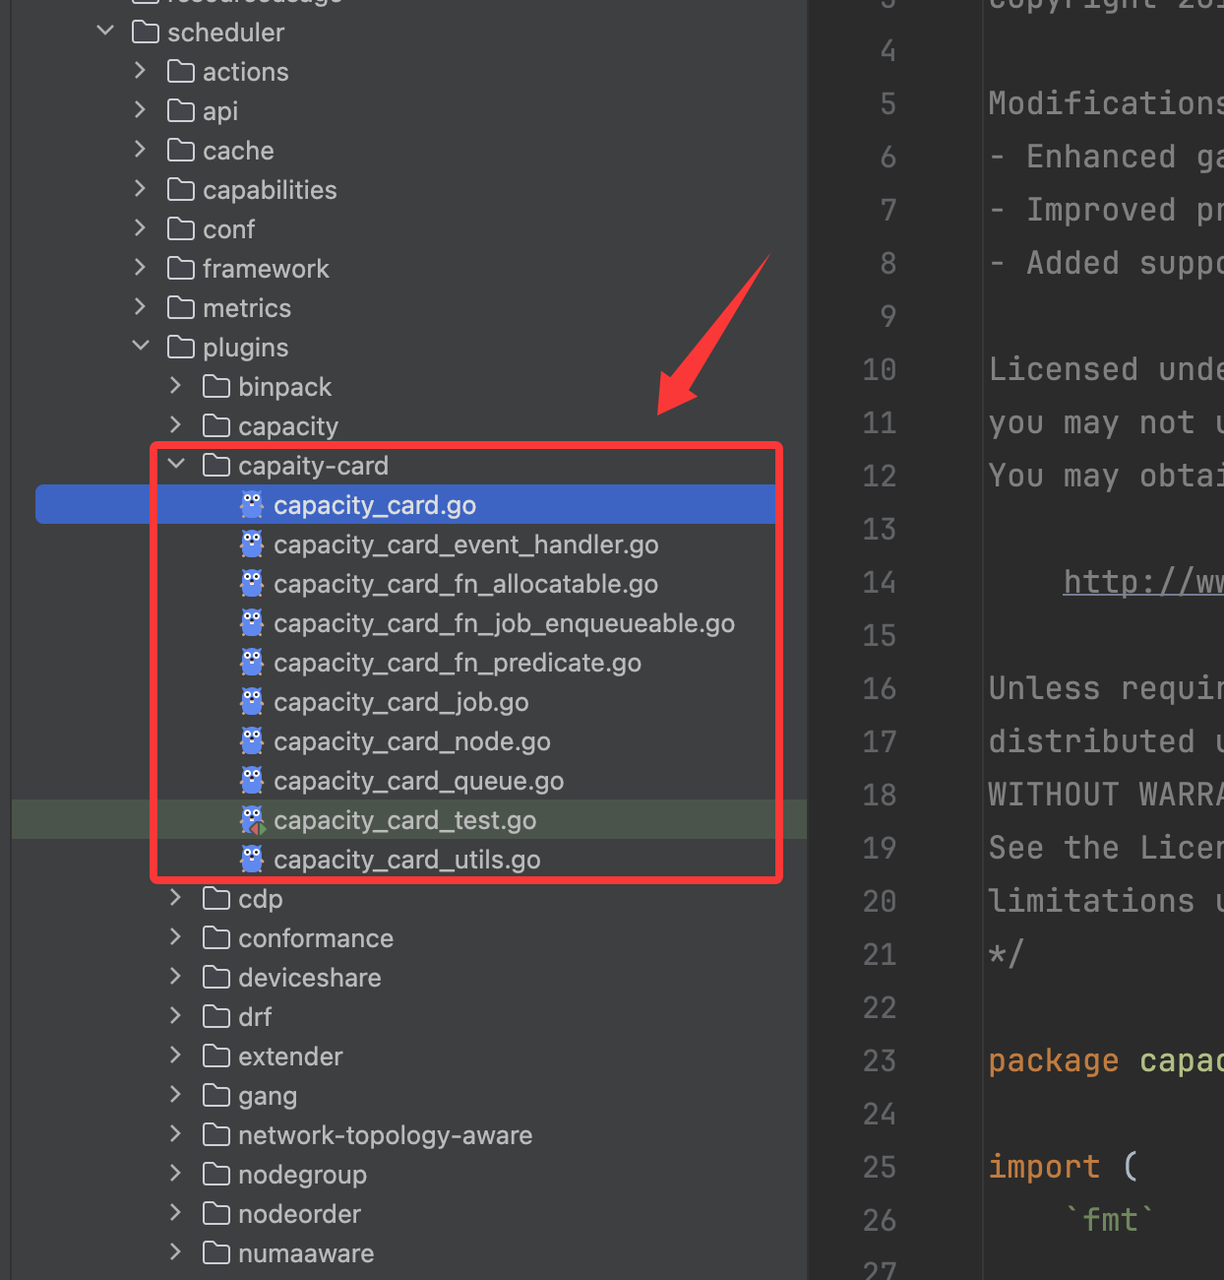 scheduler
actions
api
cache
capabilities
conf
framework
metrics
plugins
binpack
capacity
capaity-card
capacity_card.go
capacity_card_event_handler.go
capacity_card_fn_allocatable.go
capacity_card_fn_job_enqueueable.go
capacity_card_fn_predicate.go
capacity_card_job.go
capacity_card_node.go
capacity_card_queue.go
capacity_card_test.go
capacity_card_utils.go
cdp
conformance
deviceshare
drf
extender
gang
network-topology-aware
nodegroup
nodeorder
numaaware
4
5 Modifications
6 - Enhanced ga
7 - Improved pr
8 - Added suppo
9
10 Licensed unde
11 you may not u
12 You may obtai
13
14 http://ww
15
16 Unless requir
17 distributed u
18 WITHOUT WARRA
19 See the Licen
20 limitations u
21 */
22
23 package capac
24
25 import (
26 `fmt`
27